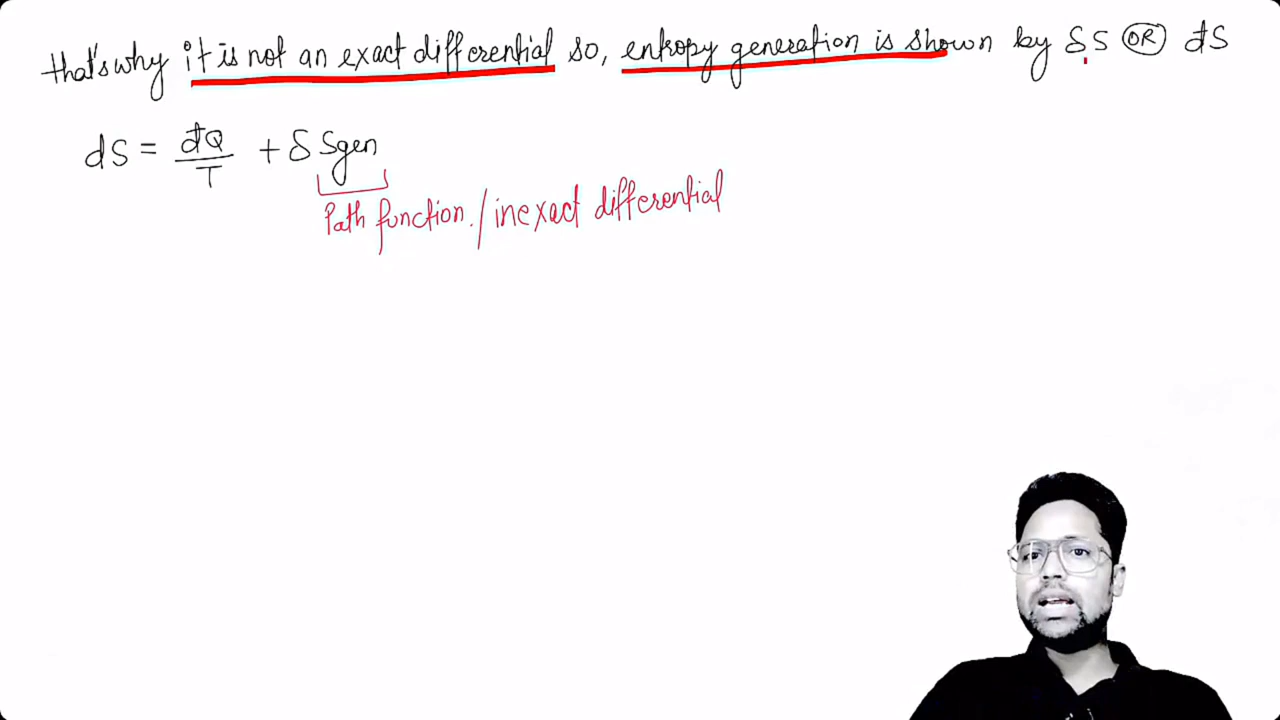 that's why it is not an exact differential so, entropy generation is shown by δS OR đS
dS = đQ/T + δSgen
Path function. / inexact differential